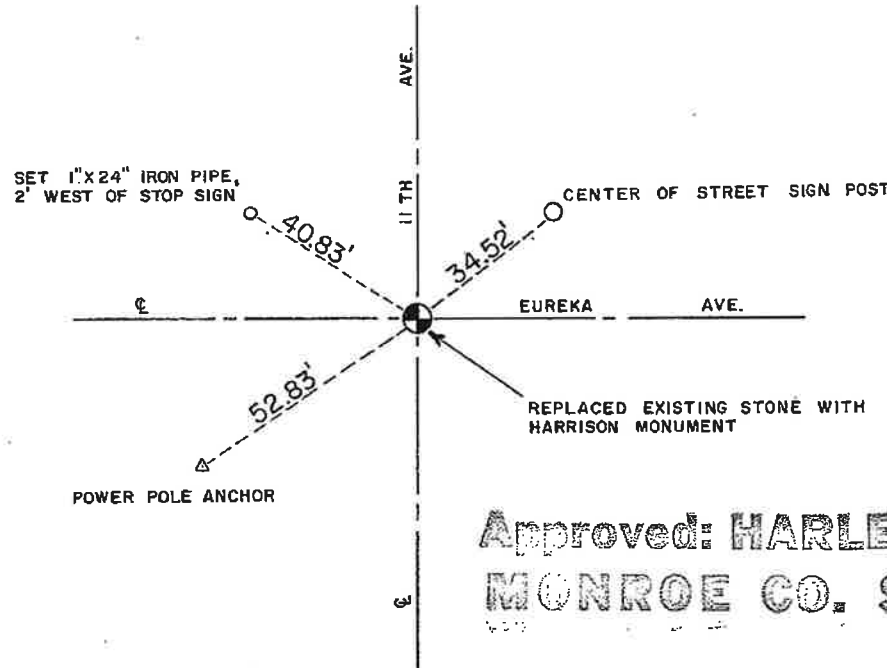 AVE.
SET 1"X24" IRON PIPE,
2' WEST OF STOP SIGN
11 TH
CENTER OF STREET SIGN POST
40.83'
34.52'
℄
EUREKA AVE.
52.83'
REPLACED EXISTING STONE WITH
HARRISON MONUMENT
POWER POLE ANCHOR
Approved: HARLE
MONROE CO. S
℄